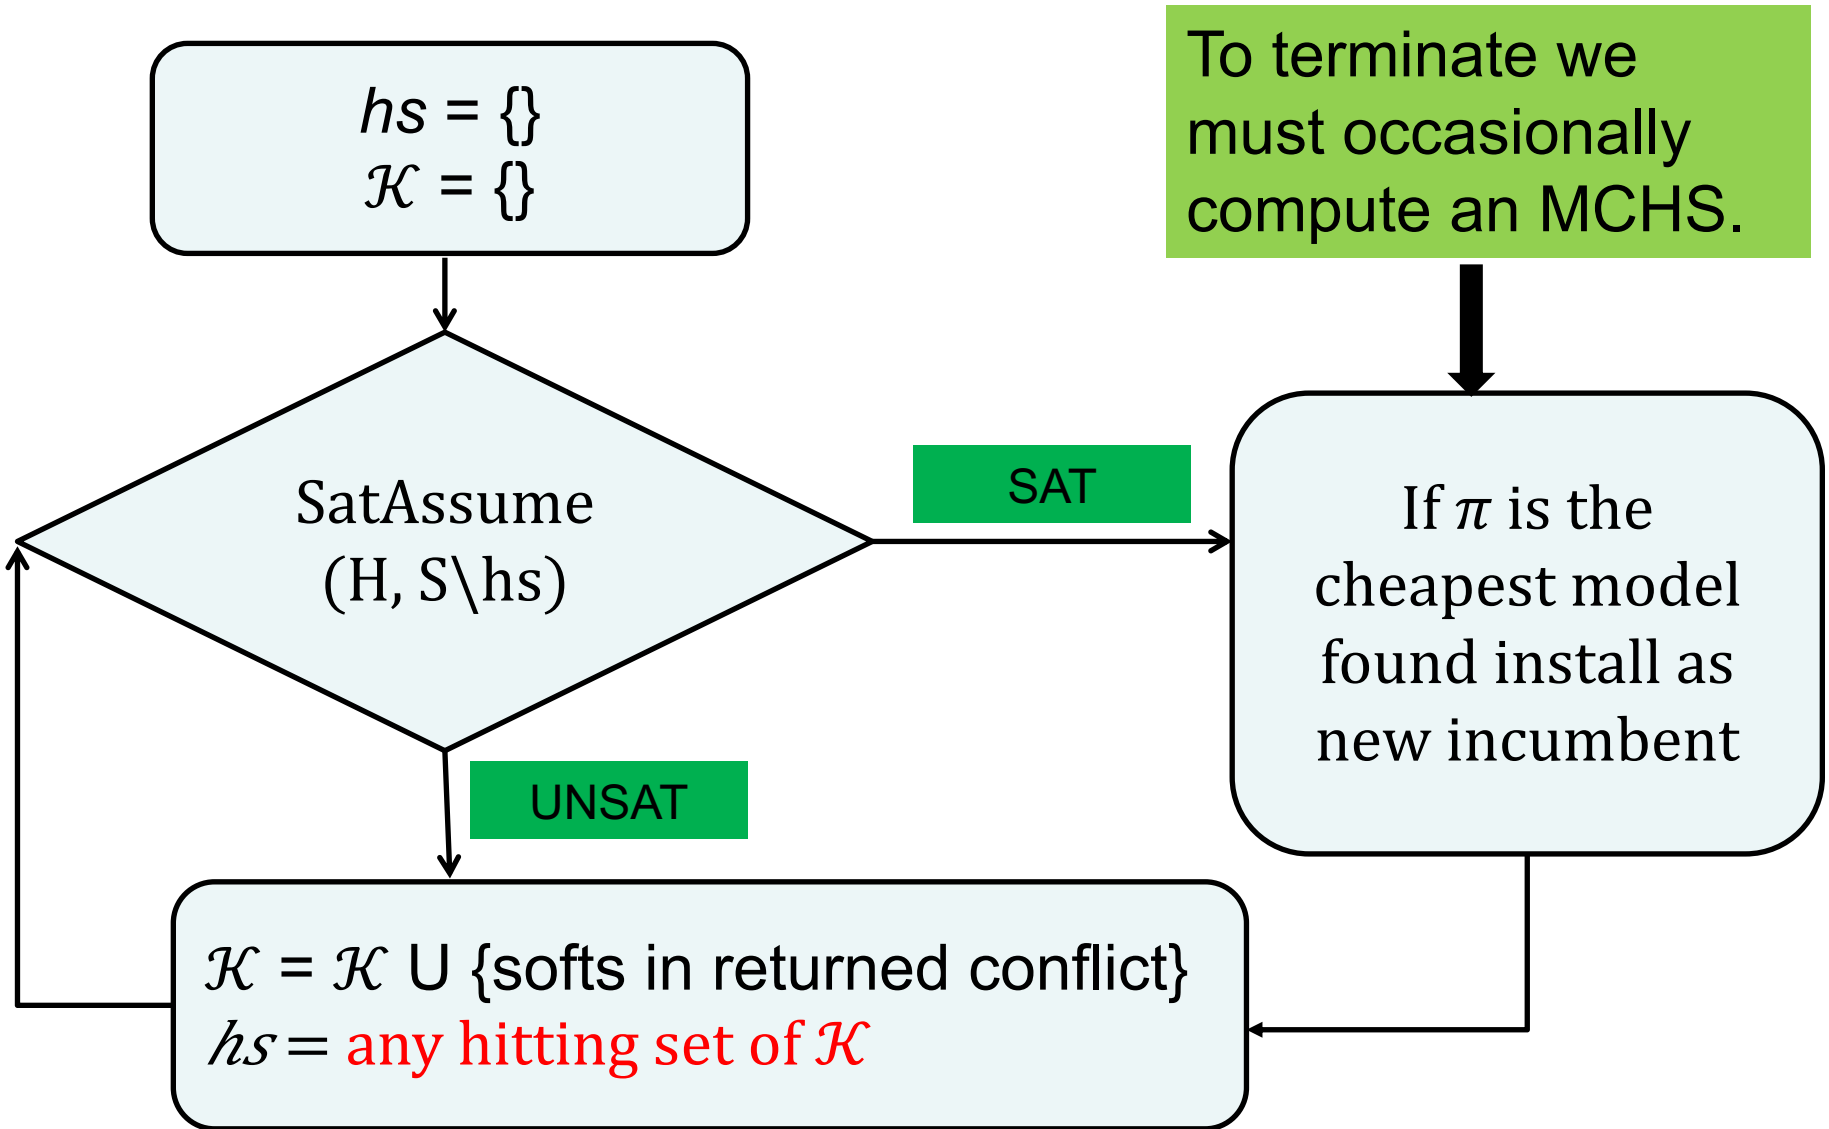 hs = {}
𝒦 = {}
To terminate we
must occasionally
compute an MCHS.
SatAssume
(H, S\hs)
SAT
If π is the
cheapest model
found install as
new incumbent
UNSAT
𝒦 = 𝒦 U {softs in returned conflict}
hs = any hitting set of 𝒦